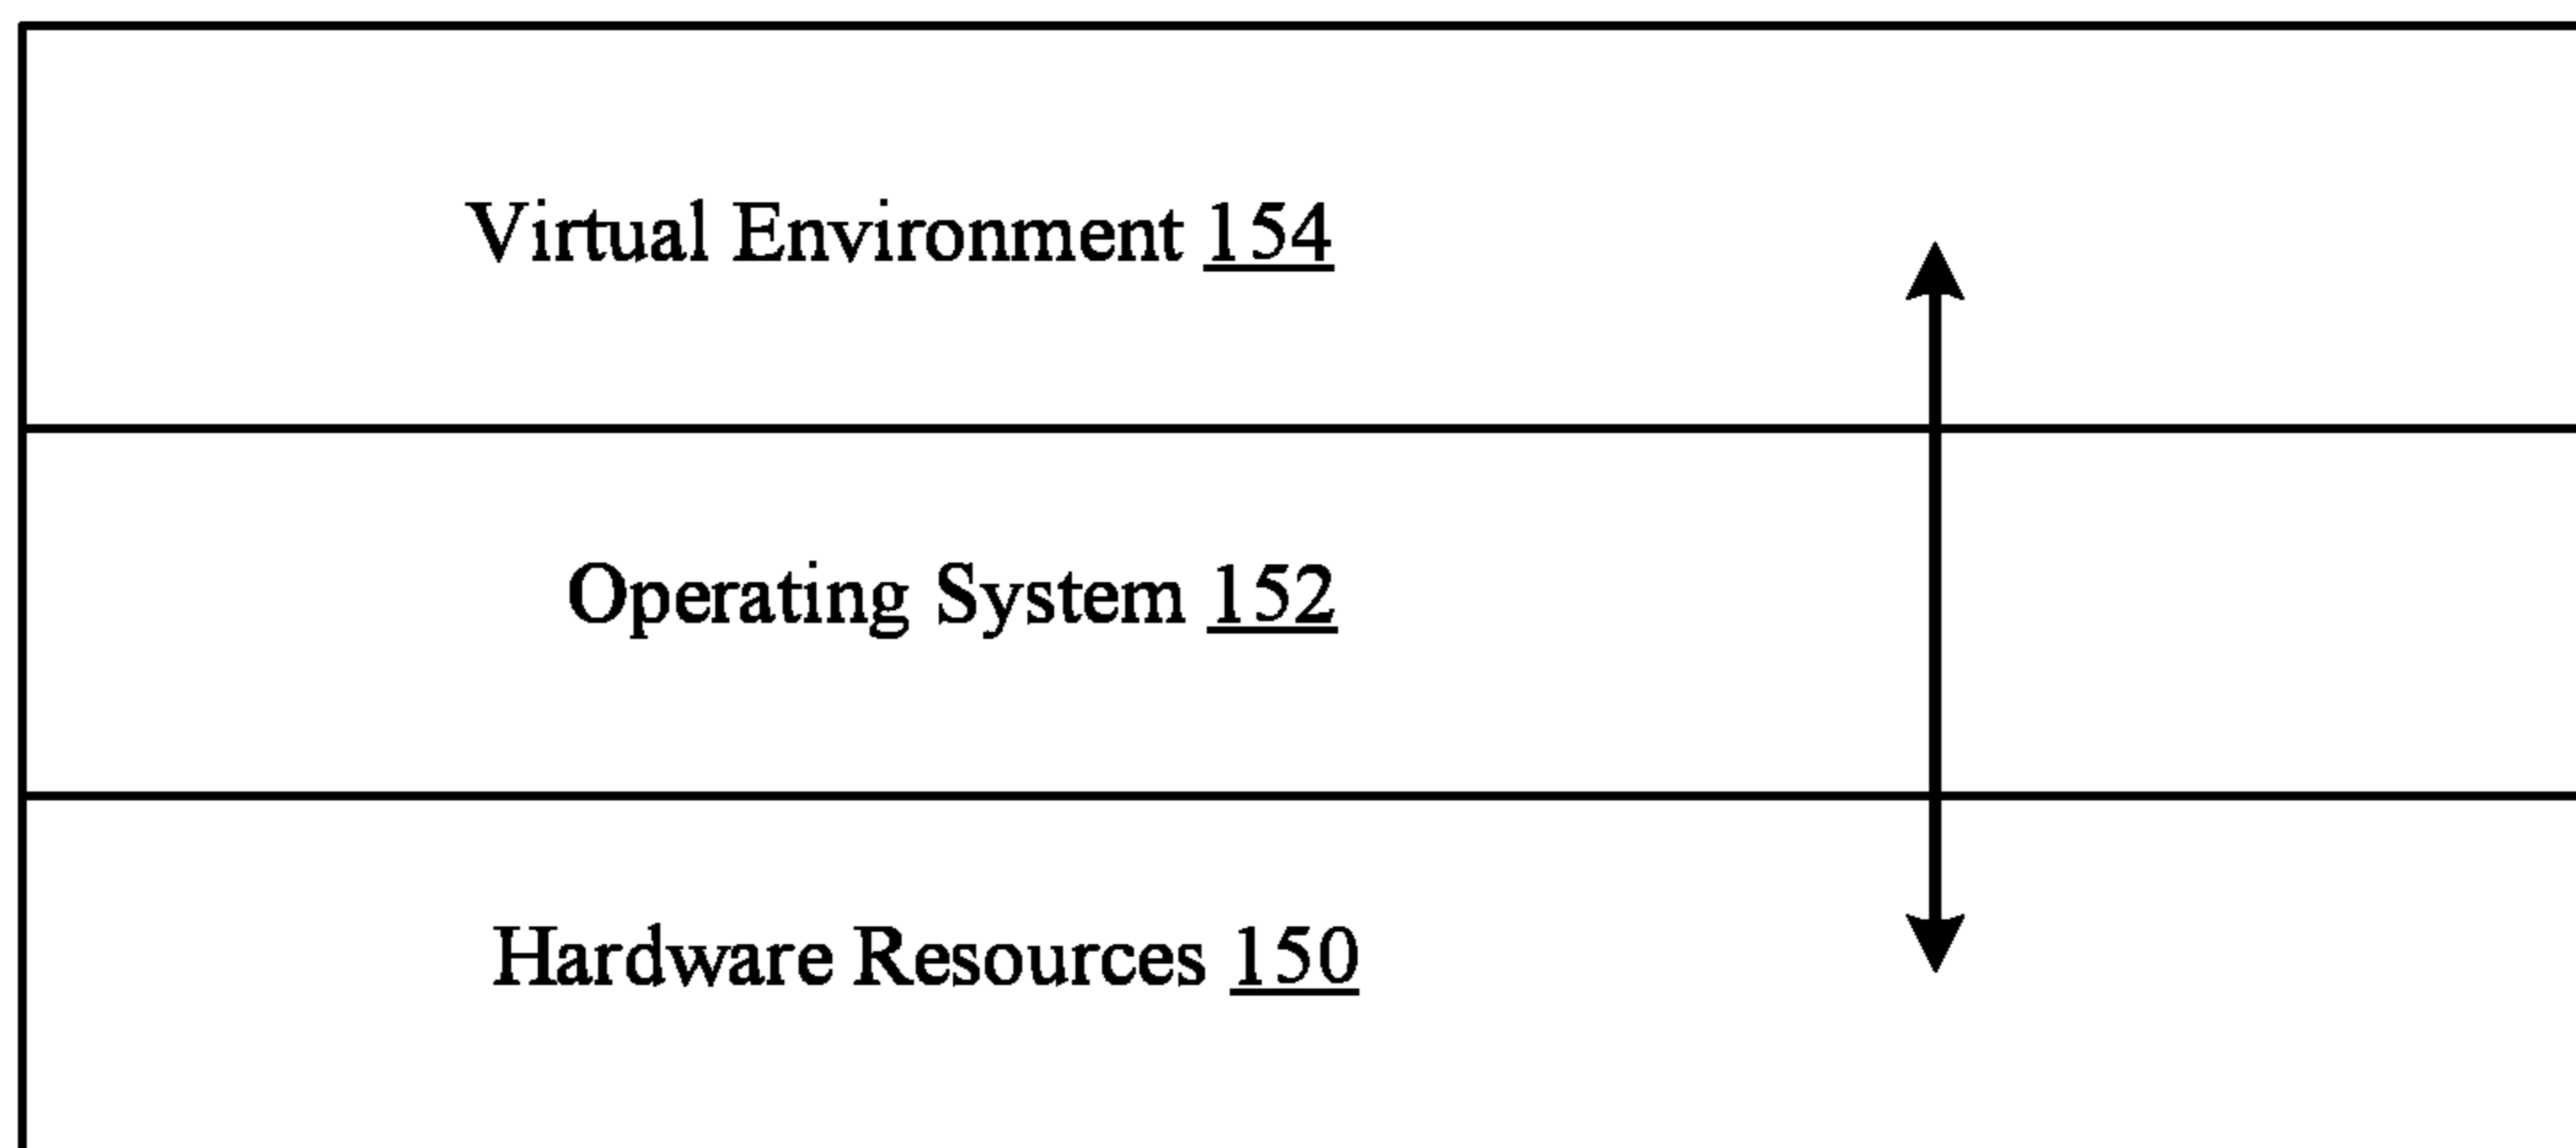 Virtual Environment 154
Operating System 152
Hardware Resources 150